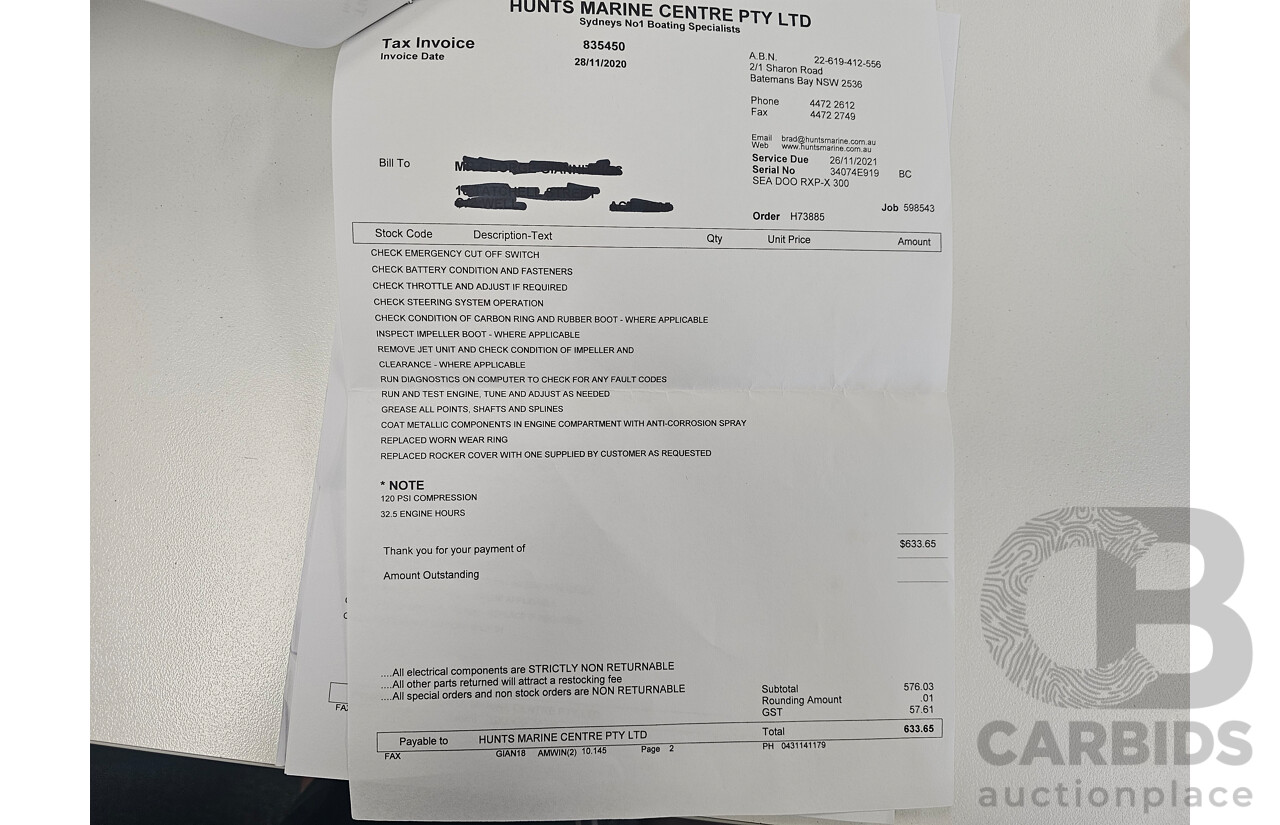 HUNTS MARINE CENTRE PTY LTD
Sydneys No1 Boating Specialists
Tax Invoice 835450
Invoice Date 28/11/2020
A.B.N. 22-619-412-556
2/1 Sharon Road
Batemans Bay NSW 2536
Phone 4472 2612
Fax 4472 2749
Email brad@huntsmarine.com.au
Web www.huntsmarine.com.au
Bill To
Service Due 26/11/2021
Serial No 34074E919 BC
SEA DOO RXP-X 300
Job 598543
Order H73885
Stock Code Description-Text Qty Unit Price Amount
CHECK EMERGENCY CUT OFF SWITCH
CHECK BATTERY CONDITION AND FASTENERS
CHECK THROTTLE AND ADJUST IF REQUIRED
CHECK STEERING SYSTEM OPERATION
CHECK CONDITION OF CARBON RING AND RUBBER BOOT - WHERE APPLICABLE
INSPECT IMPELLER BOOT - WHERE APPLICABLE
REMOVE JET UNIT AND CHECK CONDITION OF IMPELLER AND
CLEARANCE - WHERE APPLICABLE
RUN DIAGNOSTICS ON COMPUTER TO CHECK FOR ANY FAULT CODES
RUN AND TEST ENGINE, TUNE AND ADJUST AS NEEDED
GREASE ALL POINTS, SHAFTS AND SPLINES
COAT METALLIC COMPONENTS IN ENGINE COMPARTMENT WITH ANTI-CORROSION SPRAY
REPLACED WORN WEAR RING
REPLACED ROCKER COVER WITH ONE SUPPLIED BY CUSTOMER AS REQUESTED
* NOTE
120 PSI COMPRESSION
32.5 ENGINE HOURS
Thank you for your payment of $633.65
Amount Outstanding
....All electrical components are STRICTLY NON RETURNABLE
....All other parts returned will attract a restocking fee
....All special orders and non stock orders are NON RETURNABLE
Subtotal 576.03
Rounding Amount .01
GST 57.61
Payable to HUNTS MARINE CENTRE PTY LTD Total 633.65
FAX GIAN18 AMWIN(2) 10.145 Page 2 PH 0431141179
CARBIDS
auctionplace